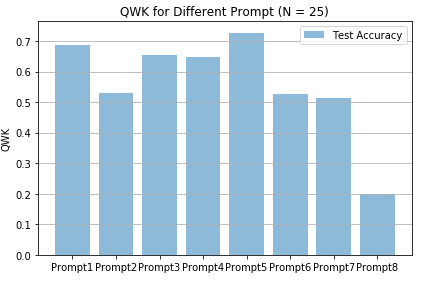 QWK for Different Prompt (N = 25)
Test Accuracy
QWK
0.7
0.6
0.5
0.4
0.3
0.2
0.1
0.0
Prompt1 Prompt2 Prompt3 Prompt4 Prompt5 Prompt6 Prompt7 Prompt8